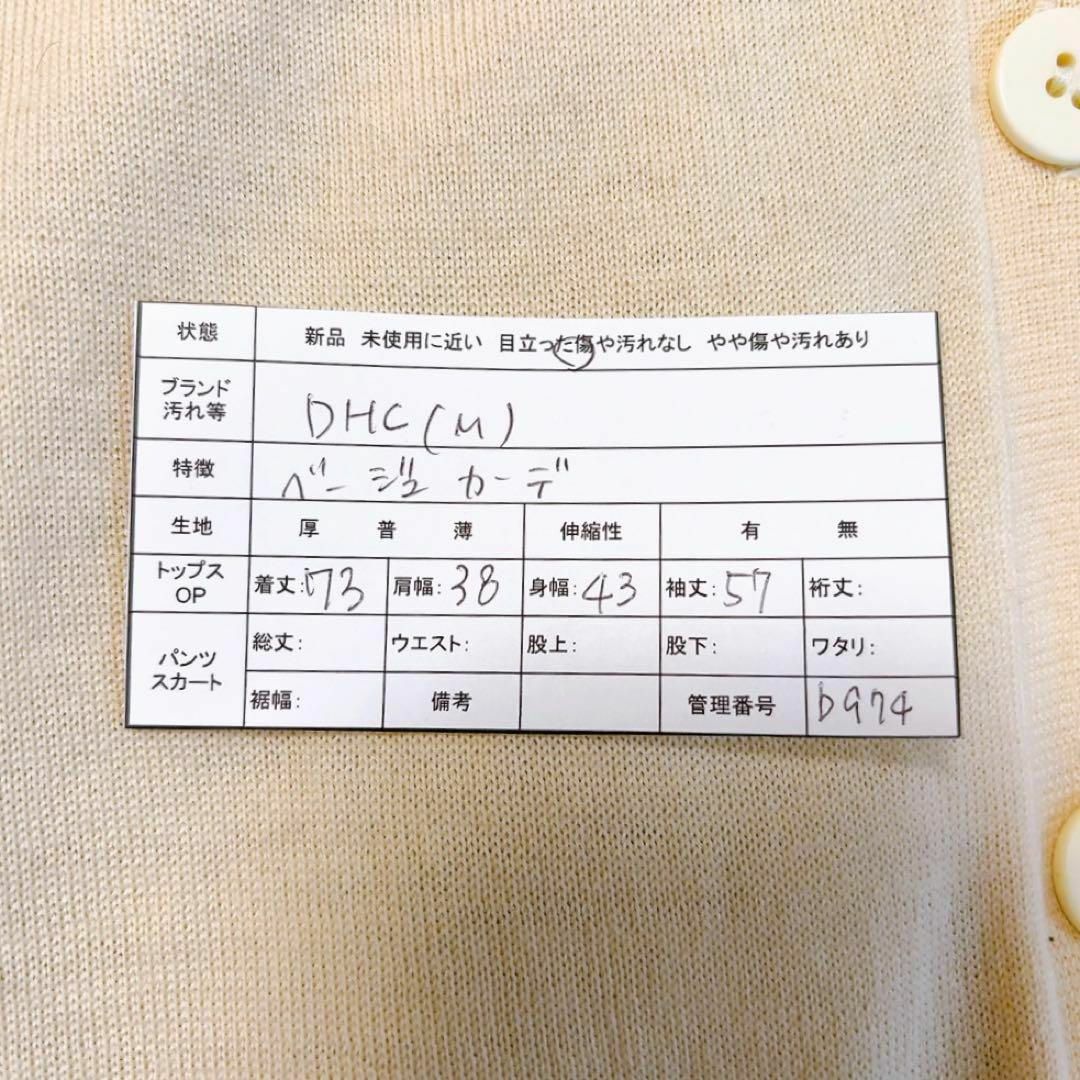 状態 新品 未使用に近い 目立った傷や汚れなし やや傷や汚れあり
ブランド
汚れ等 DHC (M)
特徴 ベージュ カーデ
生地 厚 普 薄 伸縮性 有 無
トップス
OP 着丈:73 肩幅:38 身幅:43 袖丈:57 裄丈:
パンツ
スカート 総丈: ウエスト: 股上: 股下: ワタリ:
裾幅: 備考 管理番号 D974